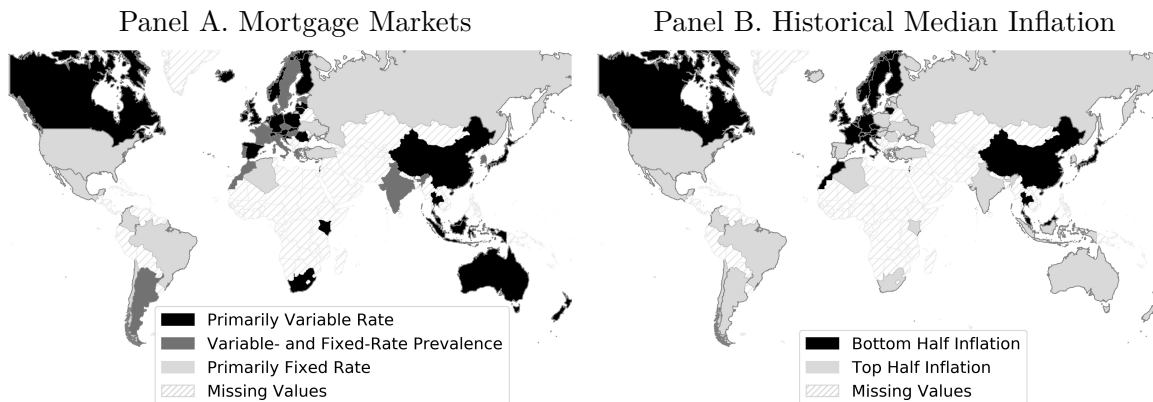 Panel A. Mortgage Markets
Primarily Variable Rate
Variable- and Fixed-Rate Prevalence
Primarily Fixed Rate
Missing Values
Panel B. Historical Median Inflation
Bottom Half Inflation
Top Half Inflation
Missing Values